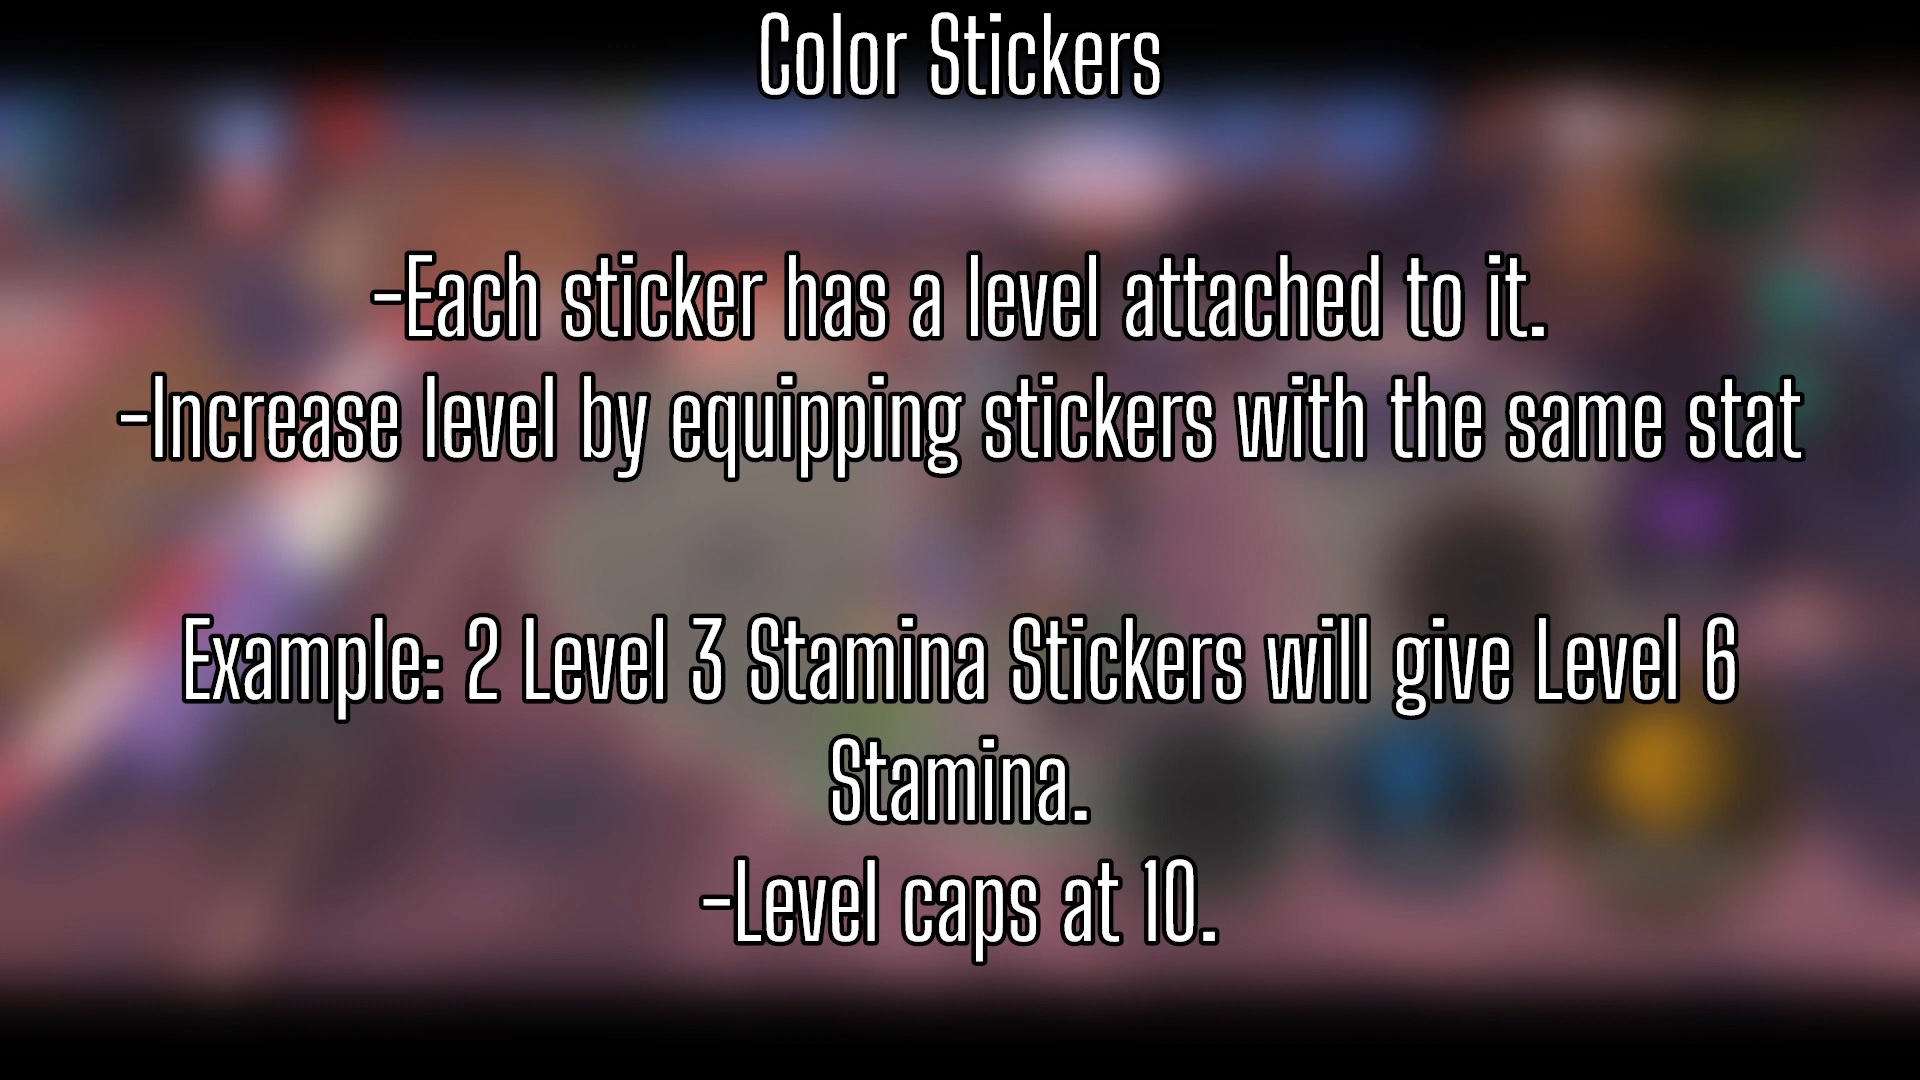 Color Stickers
-Each sticker has a level attached to it.
-Increase level by equipping stickers with the same stat
Example: 2 Level 3 Stamina Stickers will give Level 6
Stamina.
-Level caps at 10.